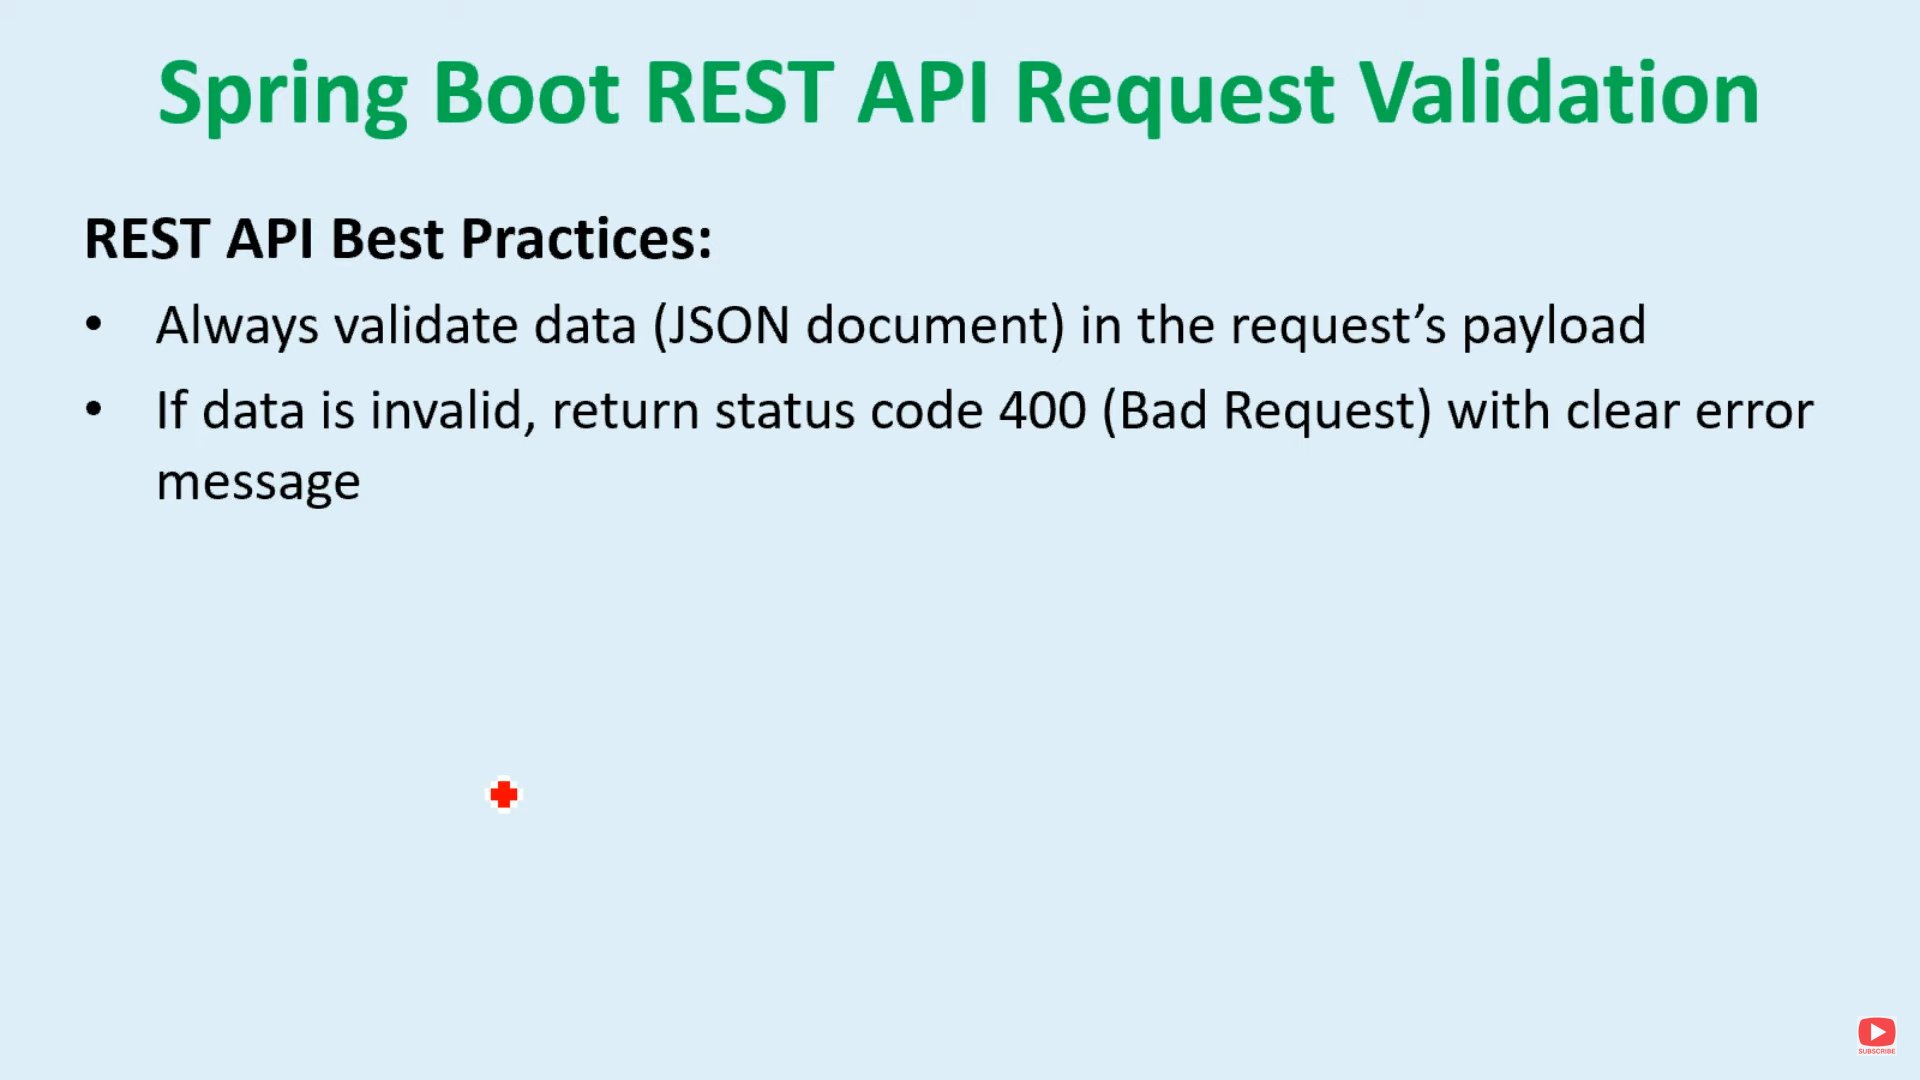 Spring Boot REST API Request Validation
REST API Best Practices:
• Always validate data (JSON document) in the request’s payload
• If data is invalid, return status code 400 (Bad Request) with clear error
message
SUBSCRIBE